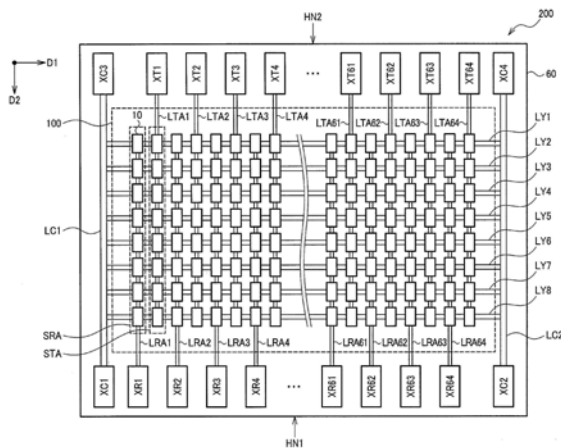 HN2
200
XC3 XT1 XT2 XT3 XT4 ... XT61 XT62 XT63 XT64 XC4
60
D1
D2
100
10
LTA1 LTA2 LTA3 LTA4 LTA61 LTA62 LTA63 LTA64
LY1
LY2
LY3
LY4
LC1
LY5
LY6
LY7
LY8
SRA
STA
LRA1 LRA2 LRA3 LRA4 LRA61 LRA62 LRA63 LRA64
LC2
XC1 XR1 XR2 XR3 XR4 ... XR61 XR62 XR63 XR64 XC2
HN1